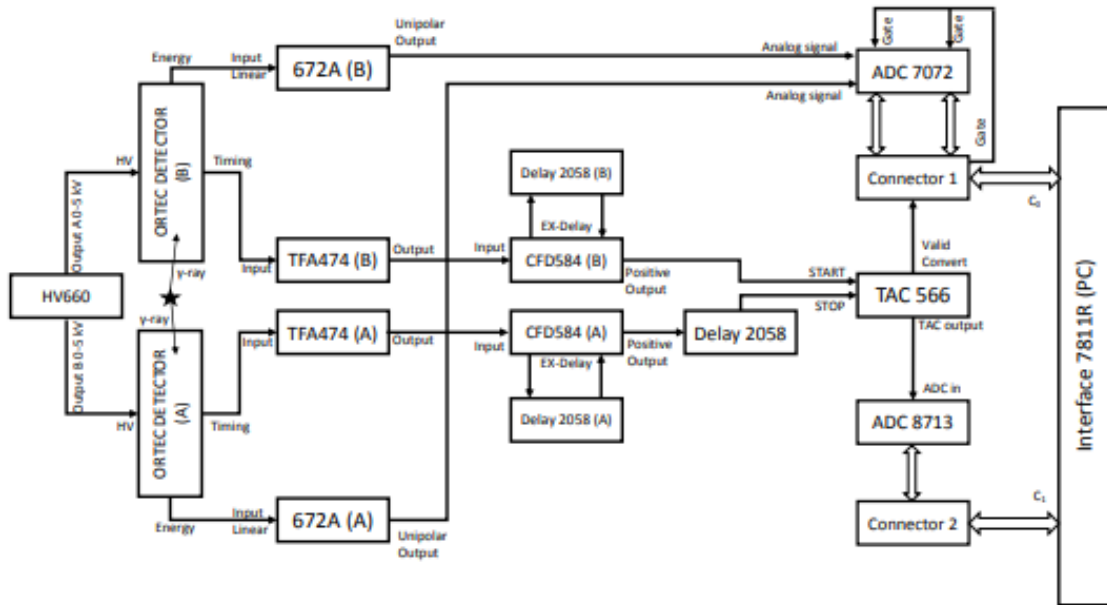 Unipolar
Output
Energy
Input
Linear
672A (B)
Analog signal
Analog signal
Gate
Gate
ADC 7072
Gate
HV
ORTEC DETECTOR
(B)
Timing
Output A 0-5 kV
Delay 2058 (B)
EX-Delay
Connector 1
C₀
Input
TFA474 (B)
Output
Input
CFD584 (B)
Positive
Output
START
STOP
Valid
Convert
γ-ray
HV660
γ-ray
TAC 566
TAC output
Output B 0-5 kV
Input
TFA474 (A)
Output
Input
CFD584 (A)
Positive
Output
Delay 2058
EX-Delay
HV
ORTEC DETECTOR
(A)
Timing
Delay 2058 (A)
ADC in
ADC 8713
Energy
Input
Linear
672A (A)
Unipolar
Output
Connector 2
C₁
Interface 7811R (PC)